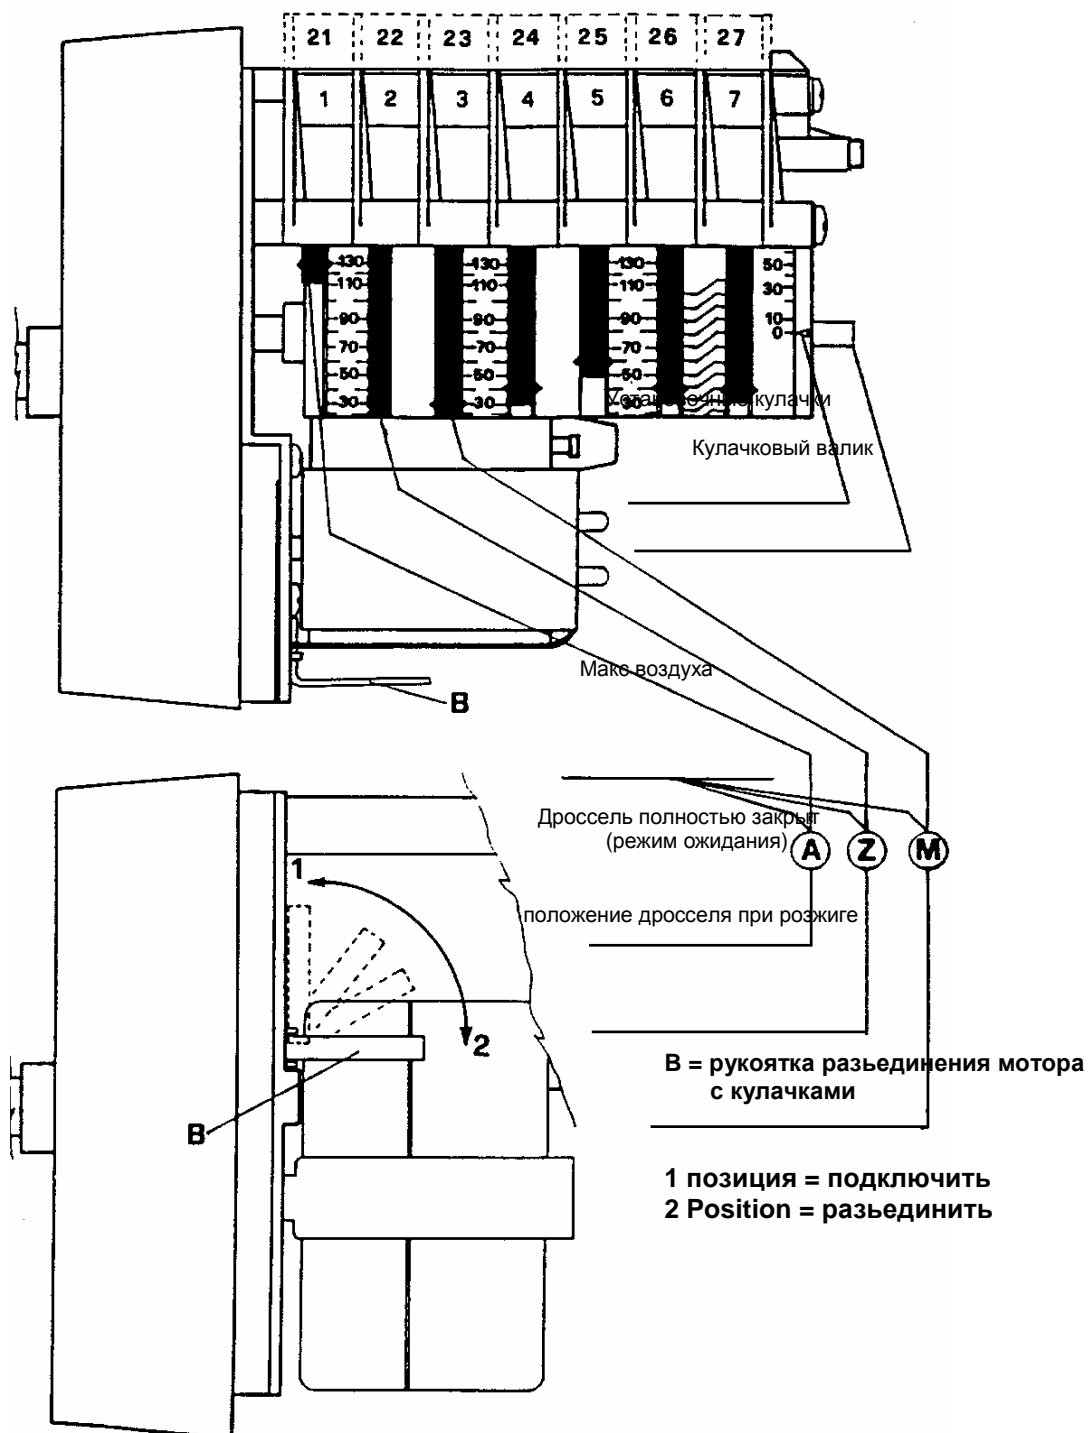 21 22 23 24 25 26 27
1 2 3 4 5 6 7
130 130 130 50
110 110 110 30
90 90 90 10
70 70 70 0
50 50 50
30 30 30
Установочные кулачки
Кулачковый валик
Макс воздуха
B
Дроссель полностью закрыт
(режим ожидания)
A Z M
1
положение дросселя при розжиге
2
B = рукоятка разьединения мотора
с кулачками
B
1 позиция = подключить
2 Position = разьединить